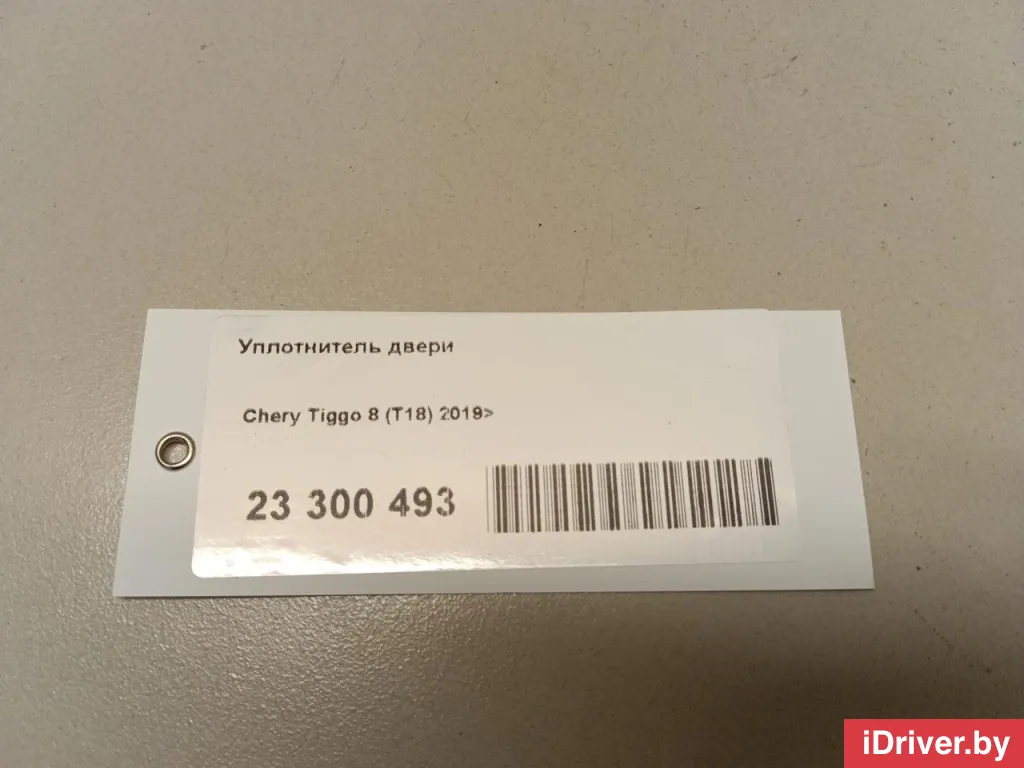 Уплотнитель двери
Chery Tiggo 8 (T18) 2019>
23 300 493
iDriver.by